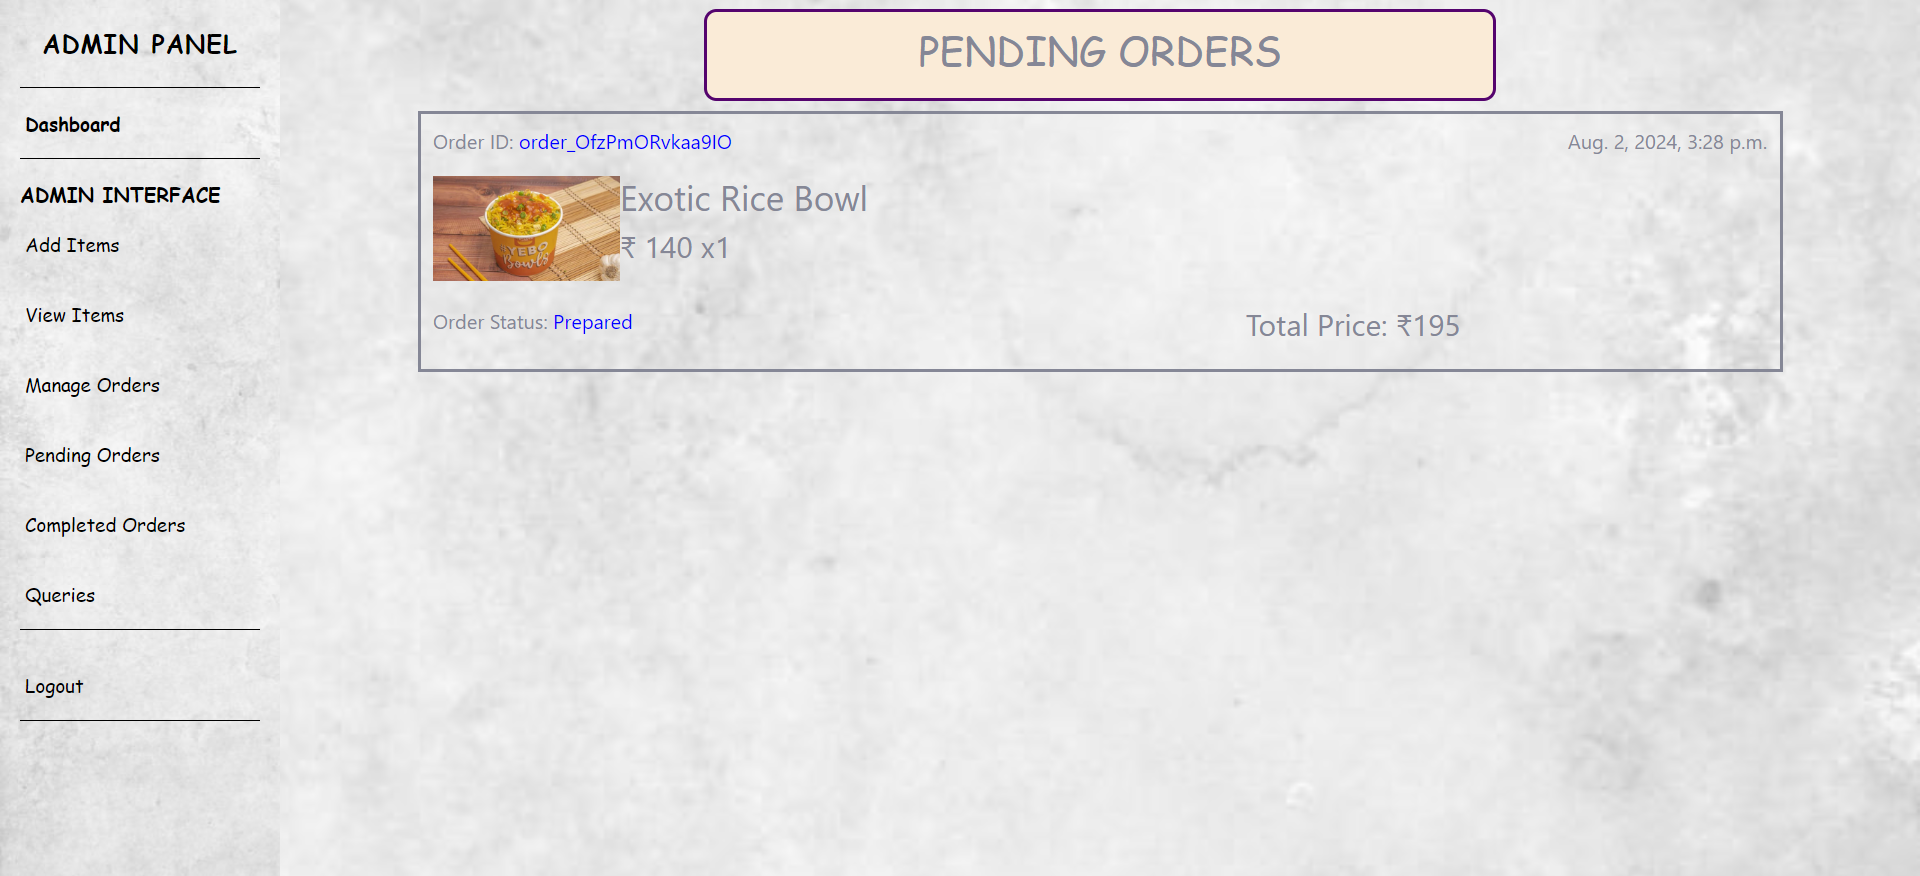 ADMIN PANEL
Dashboard
ADMIN INTERFACE
Add Items
View Items
Manage Orders
Pending Orders
Completed Orders
Queries
Logout
PENDING ORDERS
Order ID: order_OfzPmORvkaa9IO
Aug. 2, 2024, 3:28 p.m.
YEBO
Bowls
Exotic Rice Bowl
₹ 140 x1
Order Status: Prepared
Total Price: ₹195